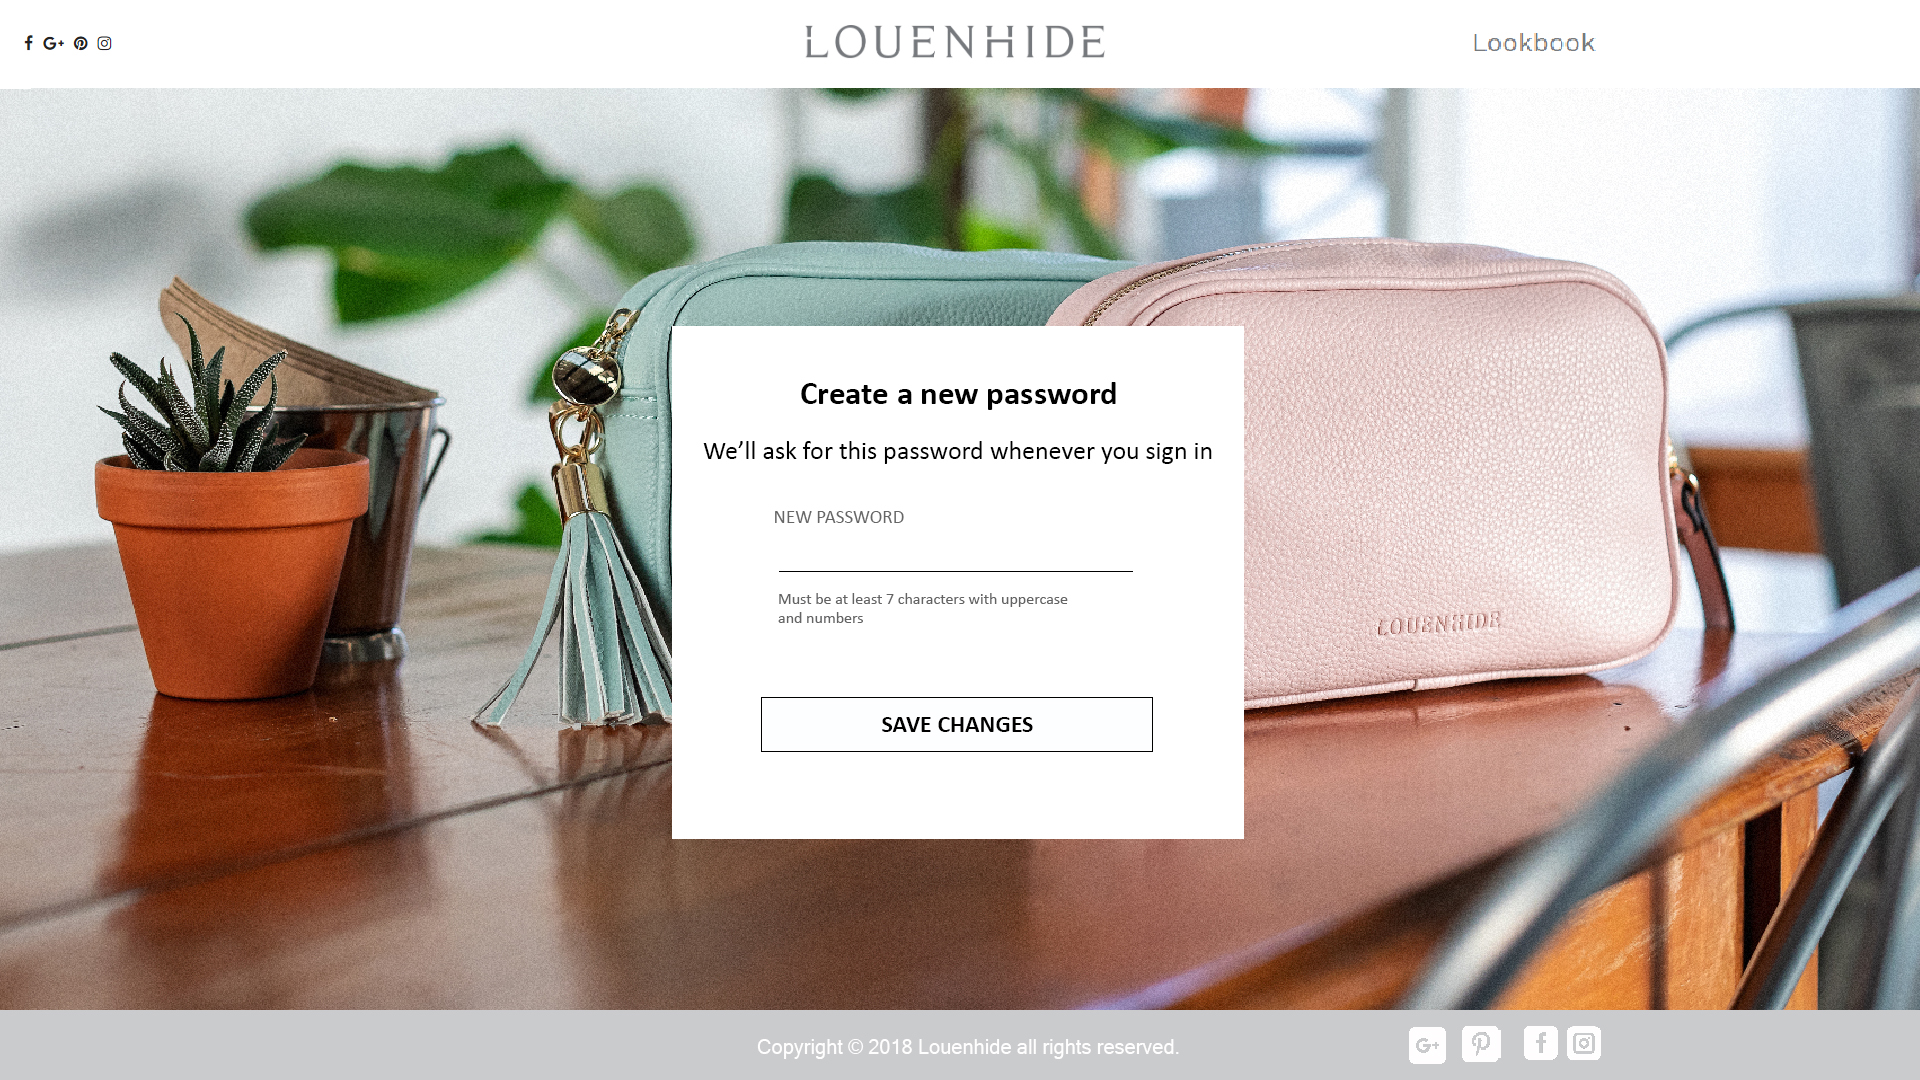 LOUENHIDE
Lookbook
Create a new password
We’ll ask for this password whenever you sign in
NEW PASSWORD
Must be at least 7 characters with uppercase
and numbers
LOUENHIDE
SAVE CHANGES
Copyright © 2018 Louenhide all rights reserved.